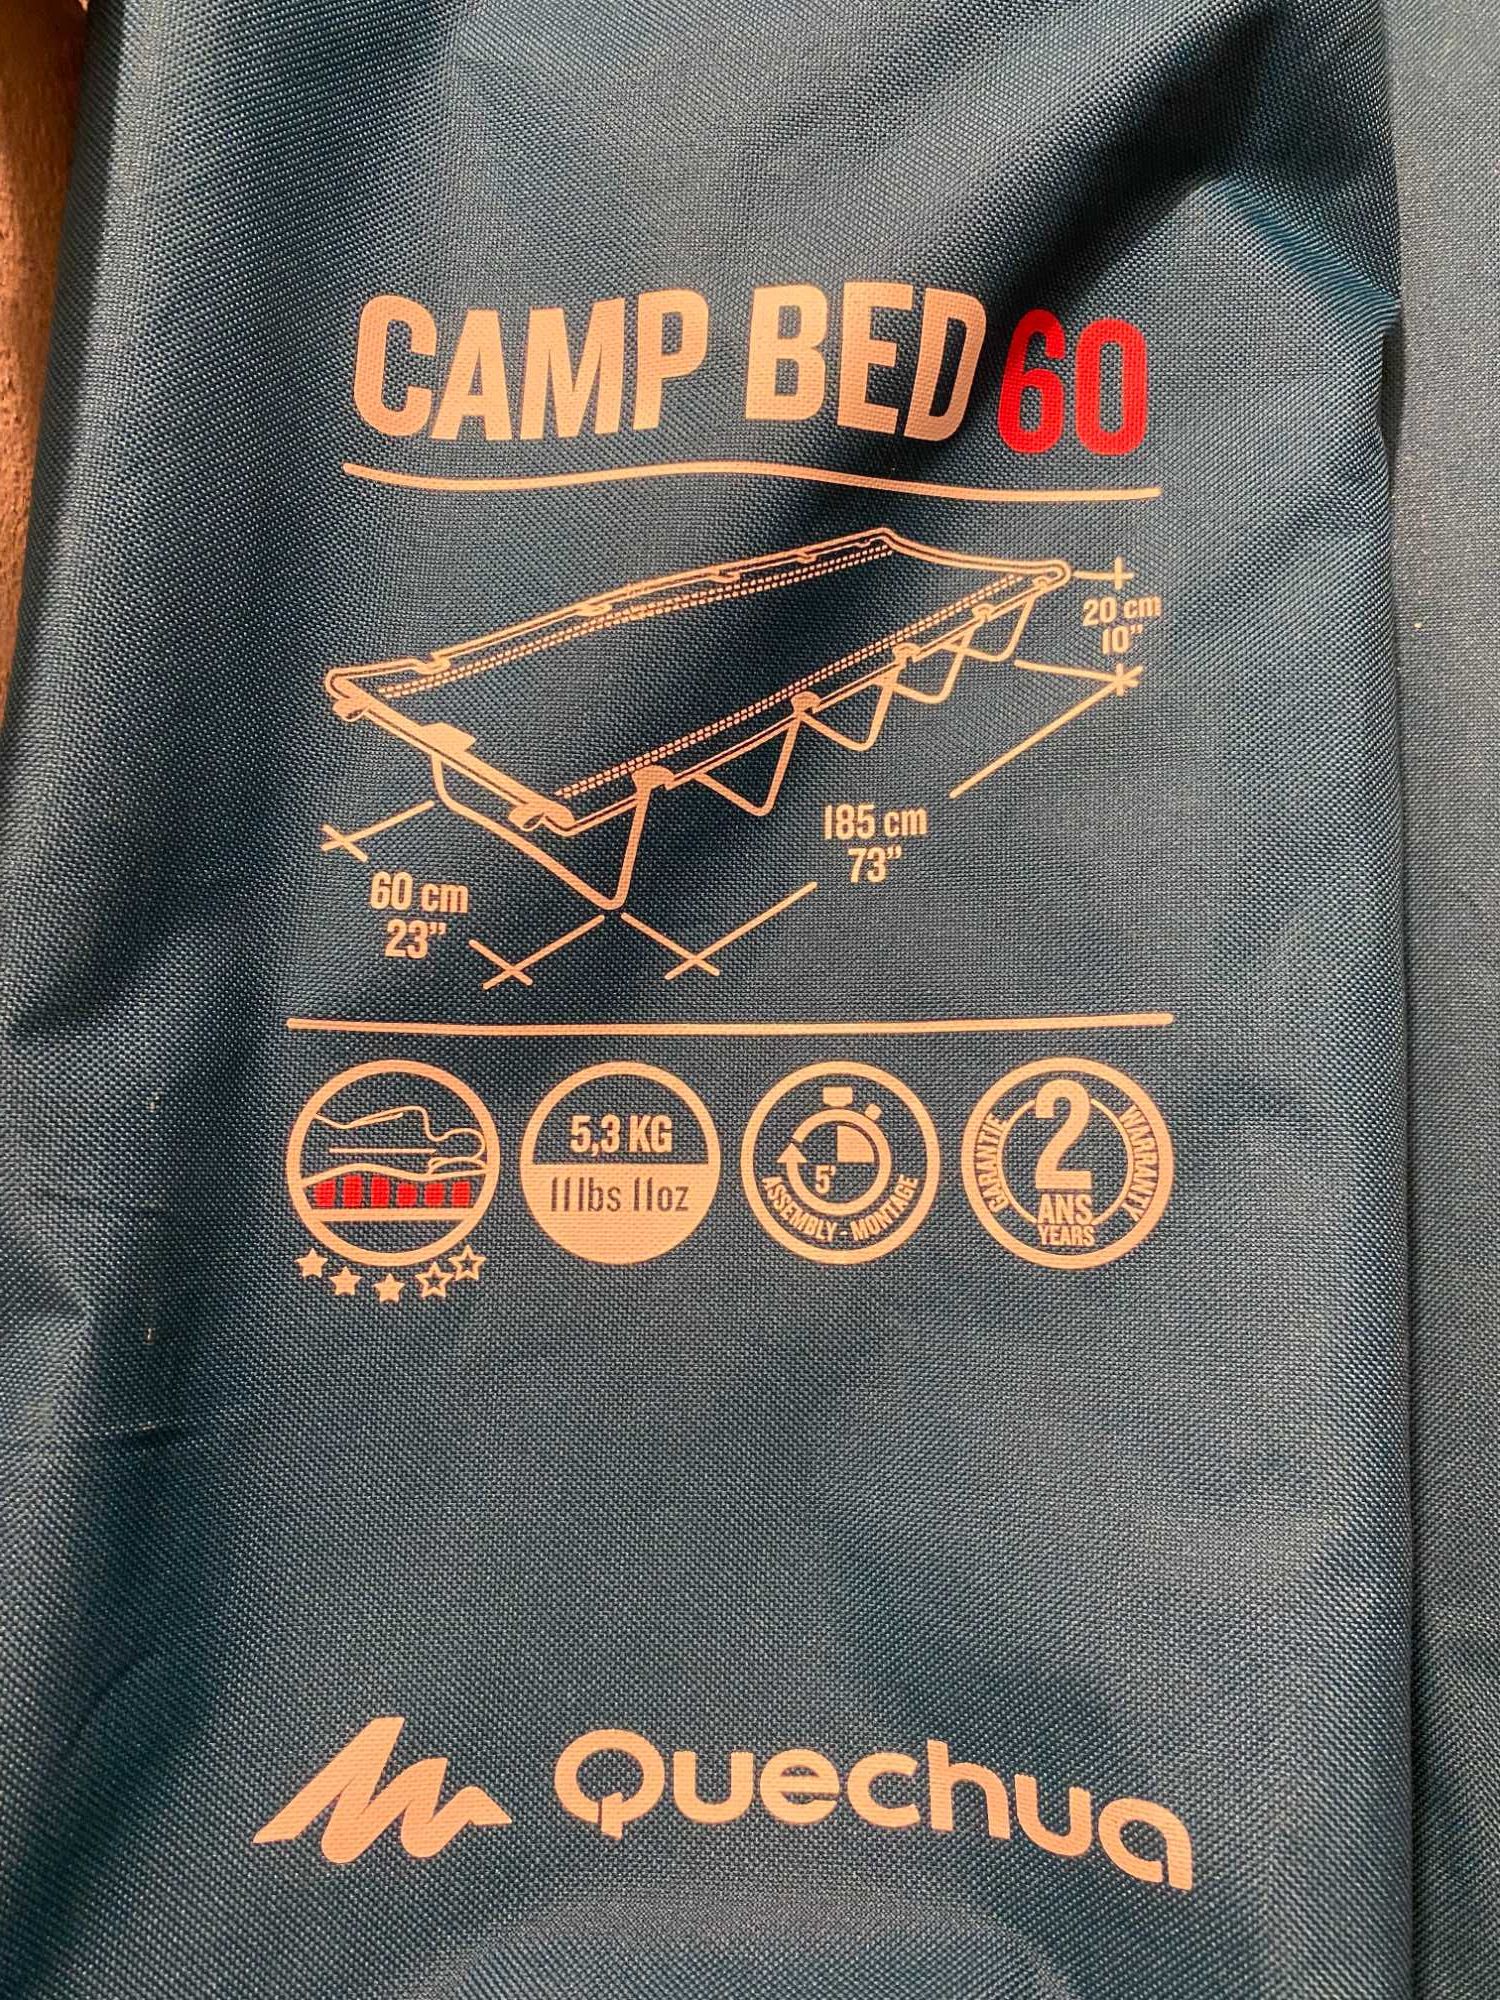 CAMP BED 60
20 cm
10”
185 cm
73”
60 cm
23”
5,3 KG
11lbs 11oz
5'
ASSEMBLY - MONTAGE
GARANTIE
2
WARRANTY
ANS
YEARS
Quechua